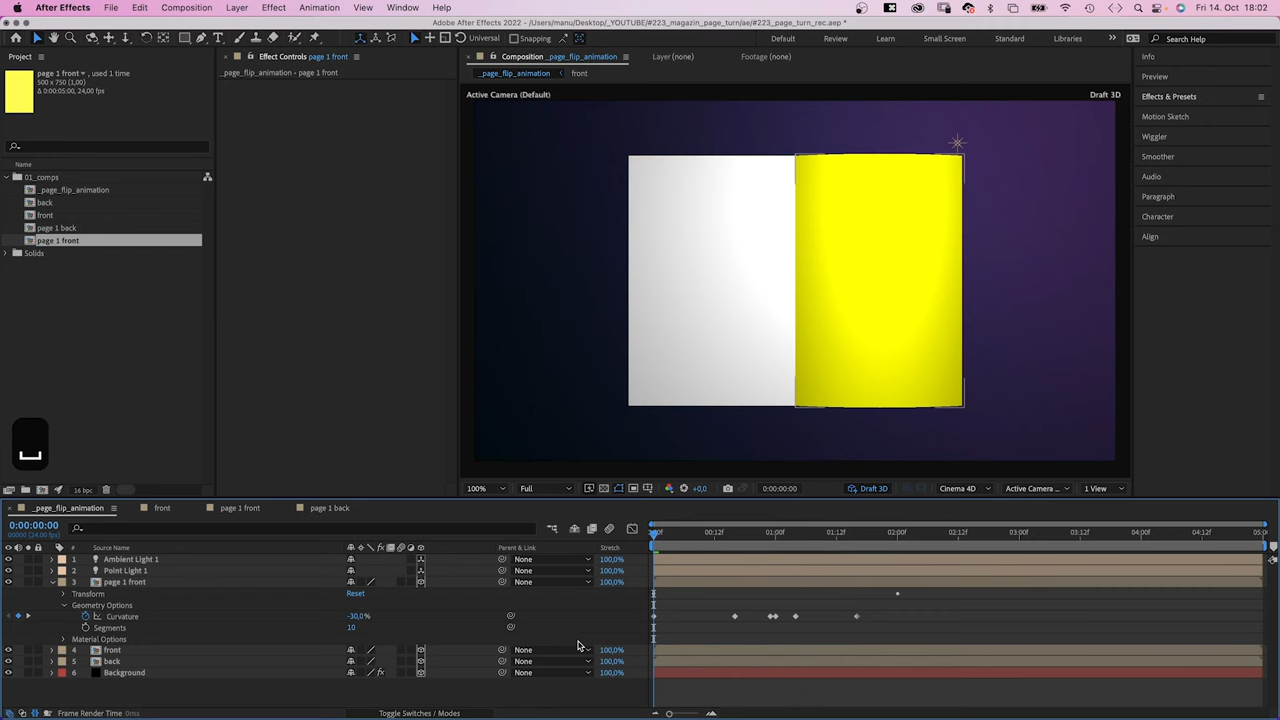 After Effects File Edit Composition Layer Effect Animation View Window Help Fri 14. Oct 18:02
Adobe After Effects 2022 - /Users/manu/Desktop/_YOUTUBE/#223_magazin_page_turn/ae/#223_page_turn_rec.aep *
Universal Snapping Default Review Learn Small Screen Standard Libraries Search Help
Project Effect Controls page 1 front Composition _page_flip_animation Layer (none) Footage (none) Info
page 1 front , used 1 time
500 x 750 (1,00)
Δ 0:00:05:00, 24,00 fps
_page_flip_animation · page 1 front
_page_flip_animation front
Preview
Active Camera (Default) Draft 3D
Effects & Presets
Motion Sketch
Wiggler
Smoother
Audio
Paragraph
Character
Align
Name
01_comps
_page_flip_animation
back
front
page 1 back
page 1 front
Solids
16 bpc
100% Full +0,0 0:00:00:00 Draft 3D Cinema 4D Active Camera ... 1 View
_page_flip_animation front page 1 front page 1 back
0:00:00:00
00000 (24.00 fps)
00:12f 01:00f 01:12f 02:00f 02:12f 03:00f 03:12f 04:00f 04:12f
# Source Name Parent & Link Stretch
1 Ambient Light 1 None 100,0%
2 Point Light 1 None 100,0%
3 page 1 front None 100,0%
Transform Reset
Geometry Options
Curvature -30,0%
Segments 10
Material Options
4 front None 100,0%
5 back None 100,0%
6 Background None 100,0%
Frame Render Time 0ms Toggle Switches / Modes